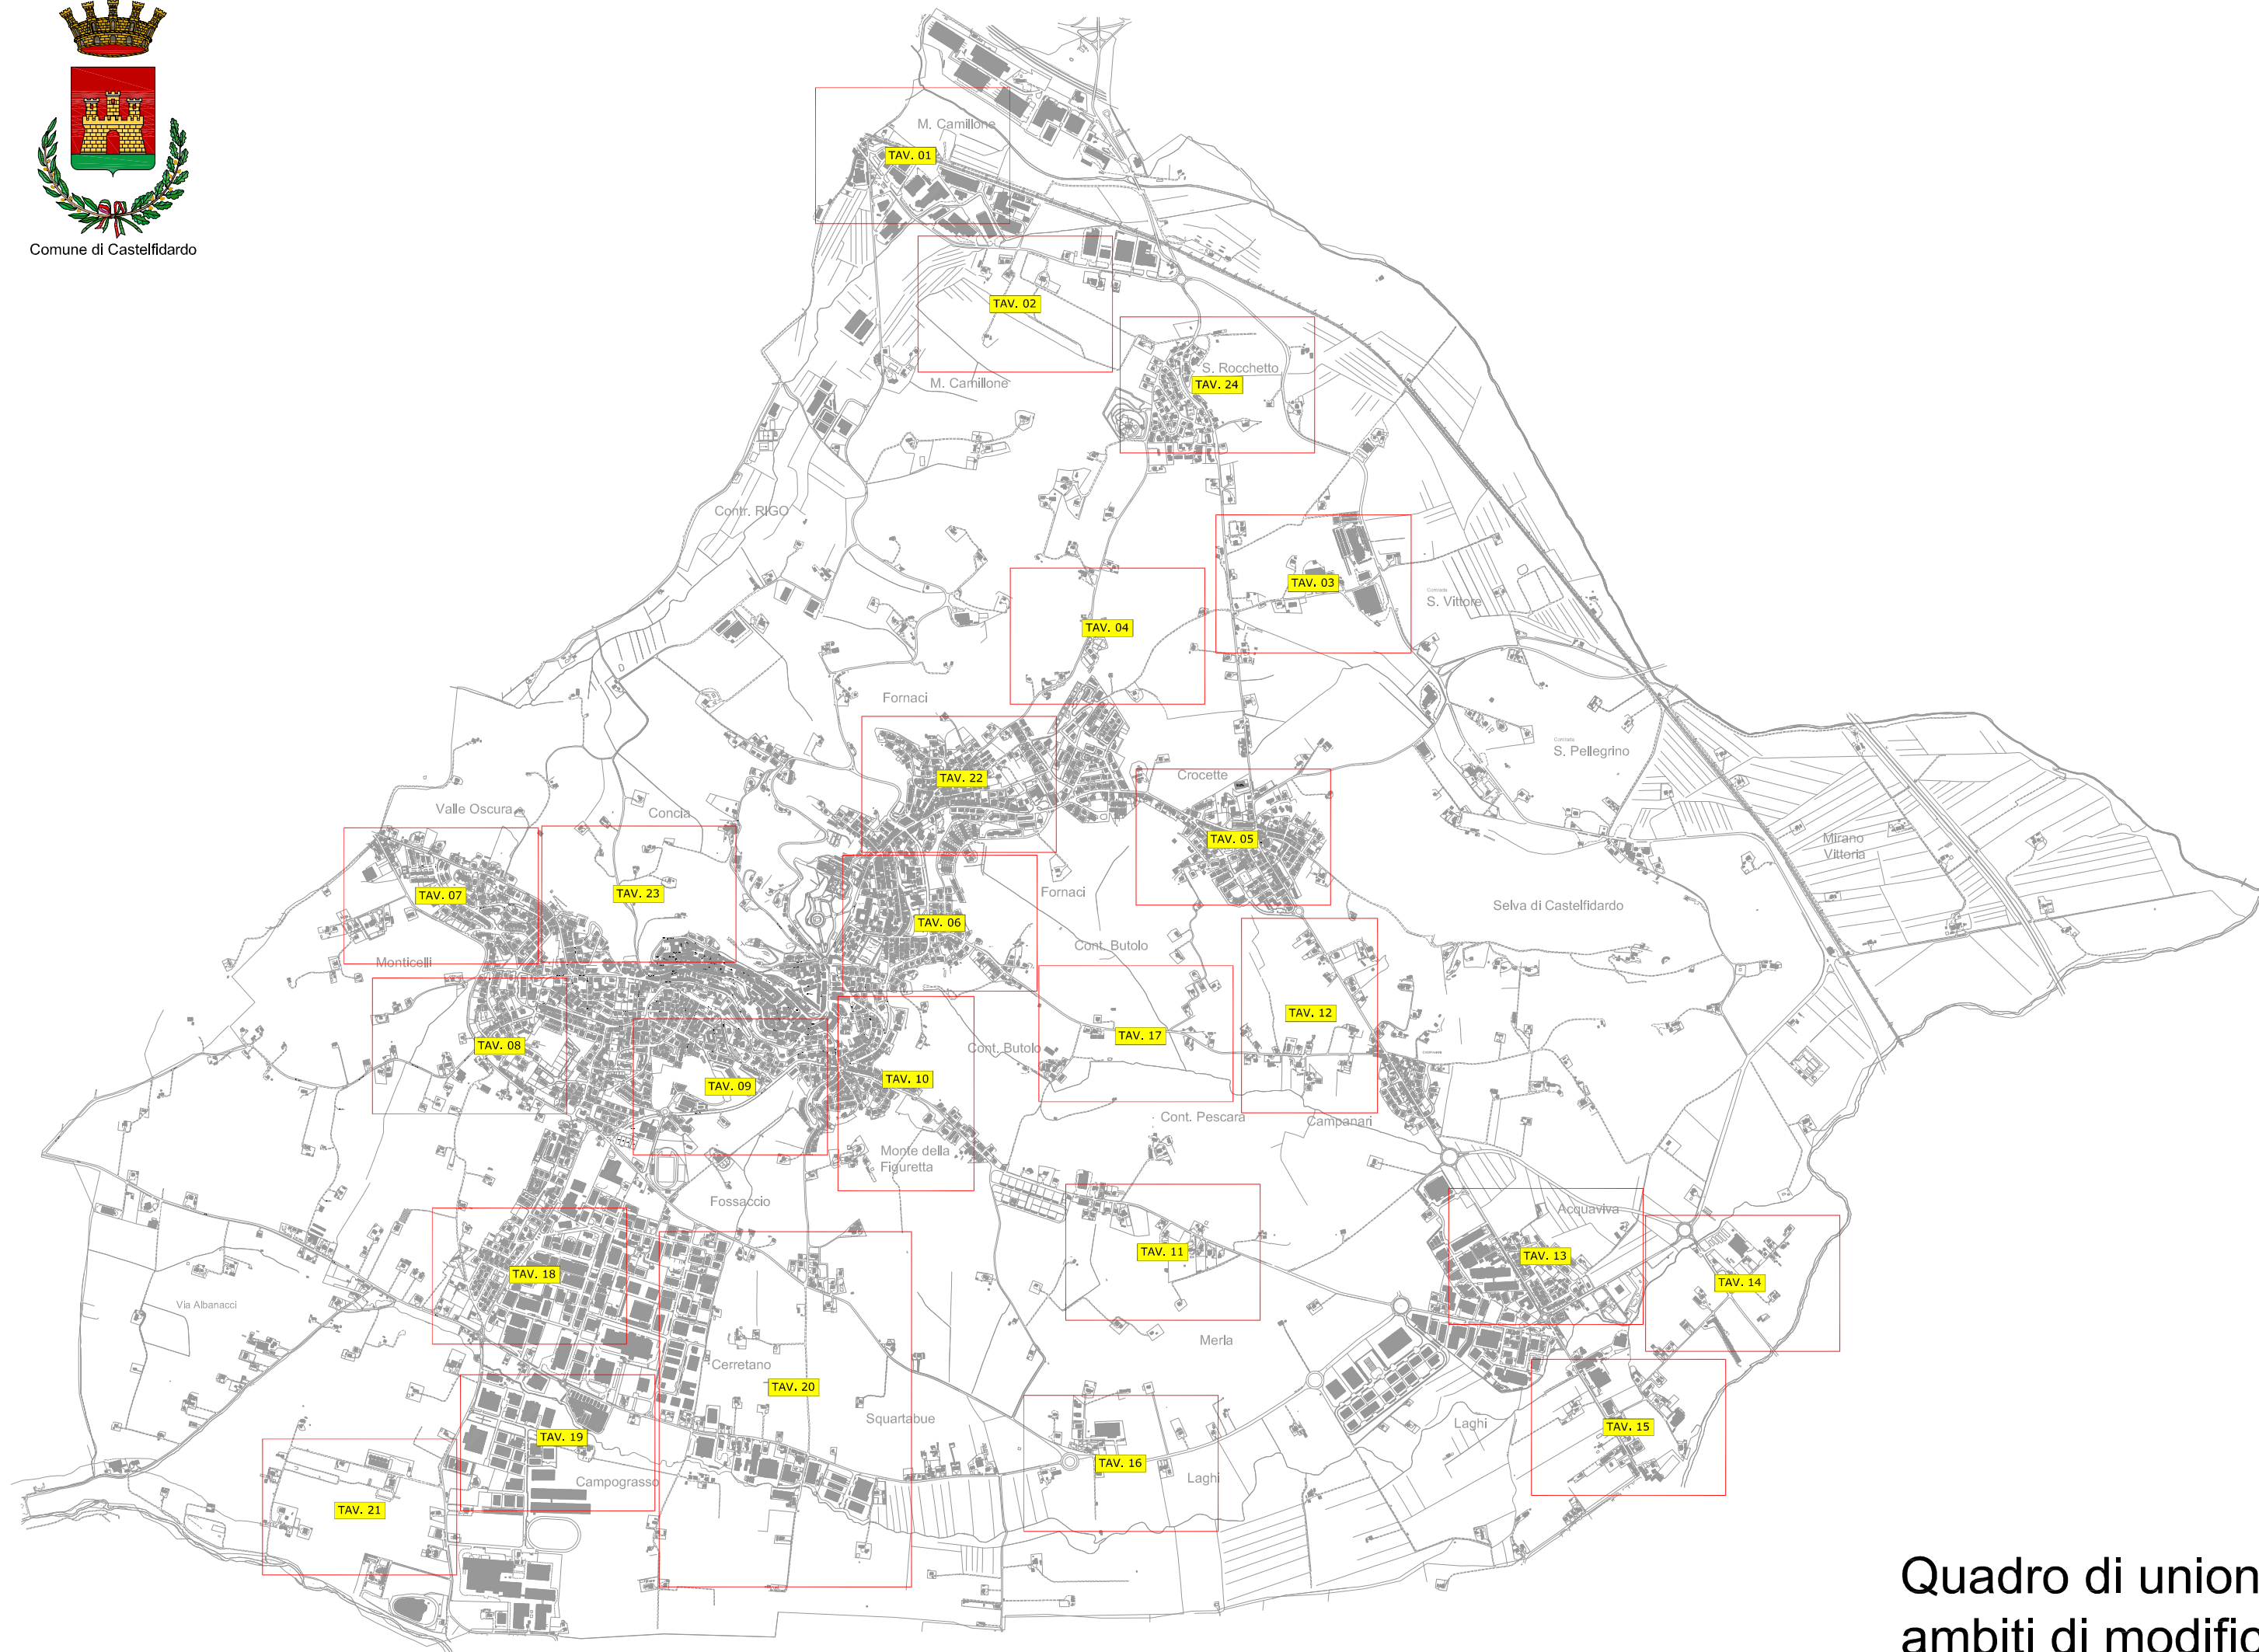 Comune di Castelfidardo
M. Camillone
TAV. 01
TAV. 02
S. Rocchetto
TAV. 24
M. Camillone
Contr. RIGO
TAV. 03
Contrada
S. Vittore
TAV. 04
Fornaci
Contrada
S. Pellegrino
TAV. 22
Crocette
Valle Oscura
Concia
TAV. 05
Mirano
Vittoria
TAV. 07
TAV. 23
Fornaci
Selva di Castelfidardo
TAV. 06
Cont. Butolo
Monticelli
TAV. 12
TAV. 17
TAV. 08
Cont. Butolo
TAV. 09
TAV. 10
Cont. Pescara
Campanari
Monte della
Figuretta
Fossaccio
Acquaviva
TAV. 11
TAV. 13
TAV. 18
TAV. 14
Via Albanacci
Merla
Cerretano
TAV. 20
Squartabue
Laghi
TAV. 15
TAV. 19
TAV. 16
Campograsso
Laghi
TAV. 21
Quadro di union
ambiti di modific